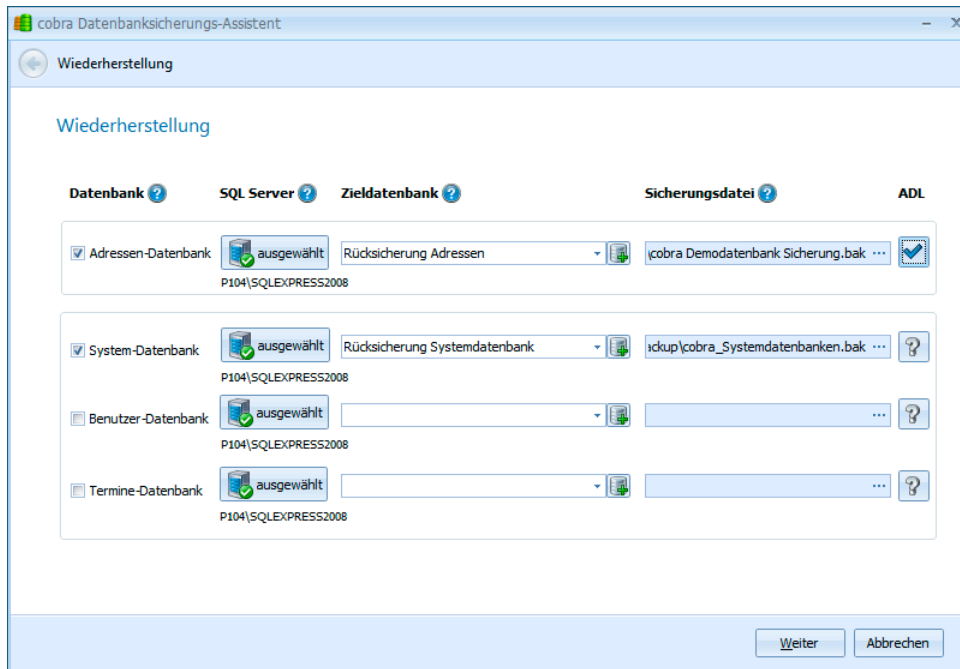 cobra Datenbanksicherungs-Assistent
Wiederherstellung
Wiederherstellung
Datenbank ? SQL Server ? Zieldatenbank ? Sicherungsdatei ? ADL
Adressen-Datenbank ausgewählt Rücksicherung Adressen \cobra Demodatenbank Sicherung.bak ...
P104\SQLEXPRESS2008
System-Datenbank ausgewählt Rücksicherung Systemdatenbank ackup\cobra_Systemdatenbanken.bak ... ?
P104\SQLEXPRESS2008
Benutzer-Datenbank ausgewählt ... ?
P104\SQLEXPRESS2008
Termine-Datenbank ausgewählt ... ?
P104\SQLEXPRESS2008
Weiter Abbrechen